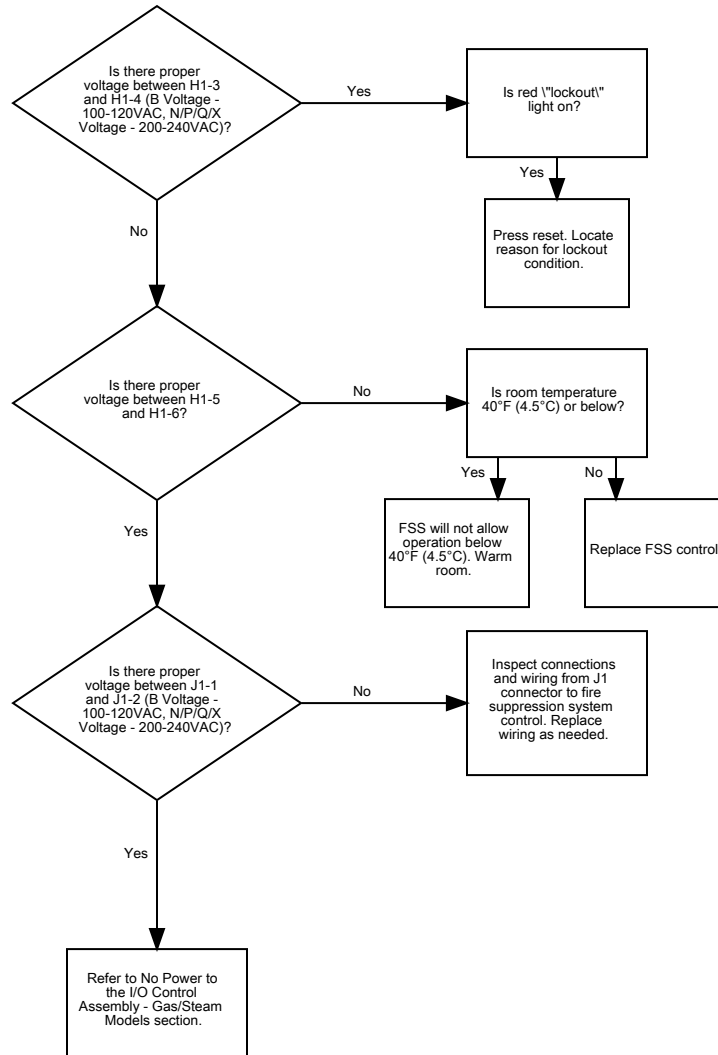 Is there proper
voltage between H1-3
and H1-4 (B Voltage -
100-120VAC, N/P/Q/X
Voltage - 200-240VAC)?
Yes
Is red \"lockout\"
light on?
Yes
Press reset. Locate
reason for lockout
condition.
No
Is there proper
voltage between H1-5
and H1-6?
No
Is room temperature
40°F (4.5°C) or below?
Yes
No
FSS will not allow
operation below
40°F (4.5°C). Warm
room.
Replace FSS control
Yes
Is there proper
voltage between J1-1
and J1-2 (B Voltage -
100-120VAC, N/P/Q/X
Voltage - 200-240VAC)?
No
Inspect connections
and wiring from J1
connector to fire
suppression system
control. Replace
wiring as needed.
Yes
Refer to No Power to
the I/O Control
Assembly - Gas/Steam
Models section.